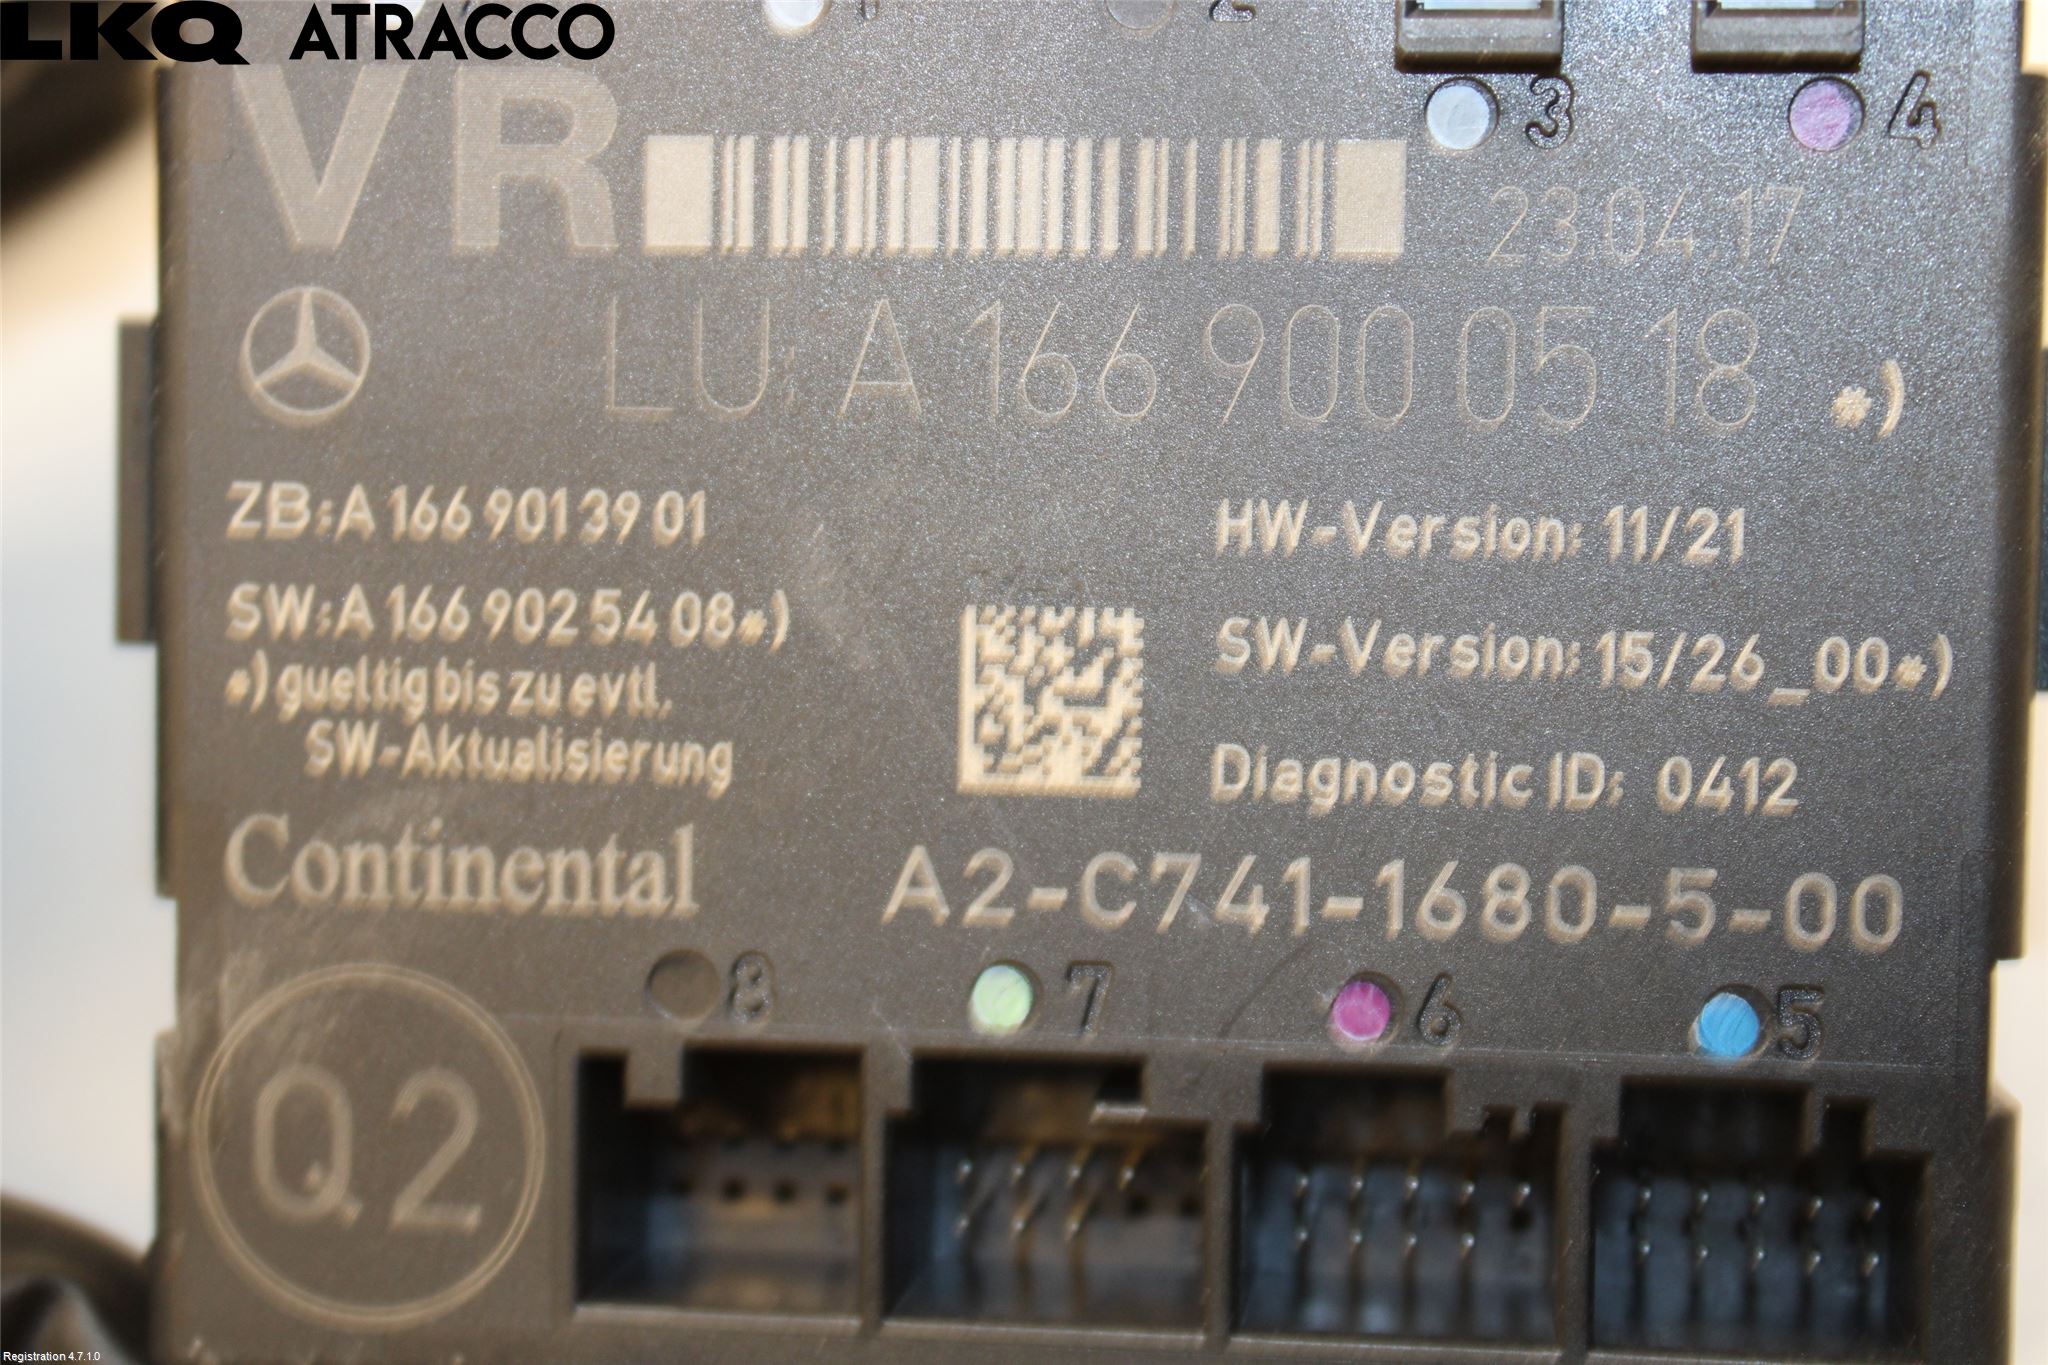 LKQ ATRACCO
1 2
3 4
VR
23.04.17
LU: A 166 900 05 18 *)
ZB:A 166 901 39 01
HW-Version: 11/21
SW:A 166 902 54 08*)
SW-Version: 15/26_00*)
*) gueltig bis zu evtl.
SW-Aktualisierung
Diagnostic ID: 0412
Continental
A2-C741-1680-5-00
8 7 6 5
Q2
Registration 4.7.1.0